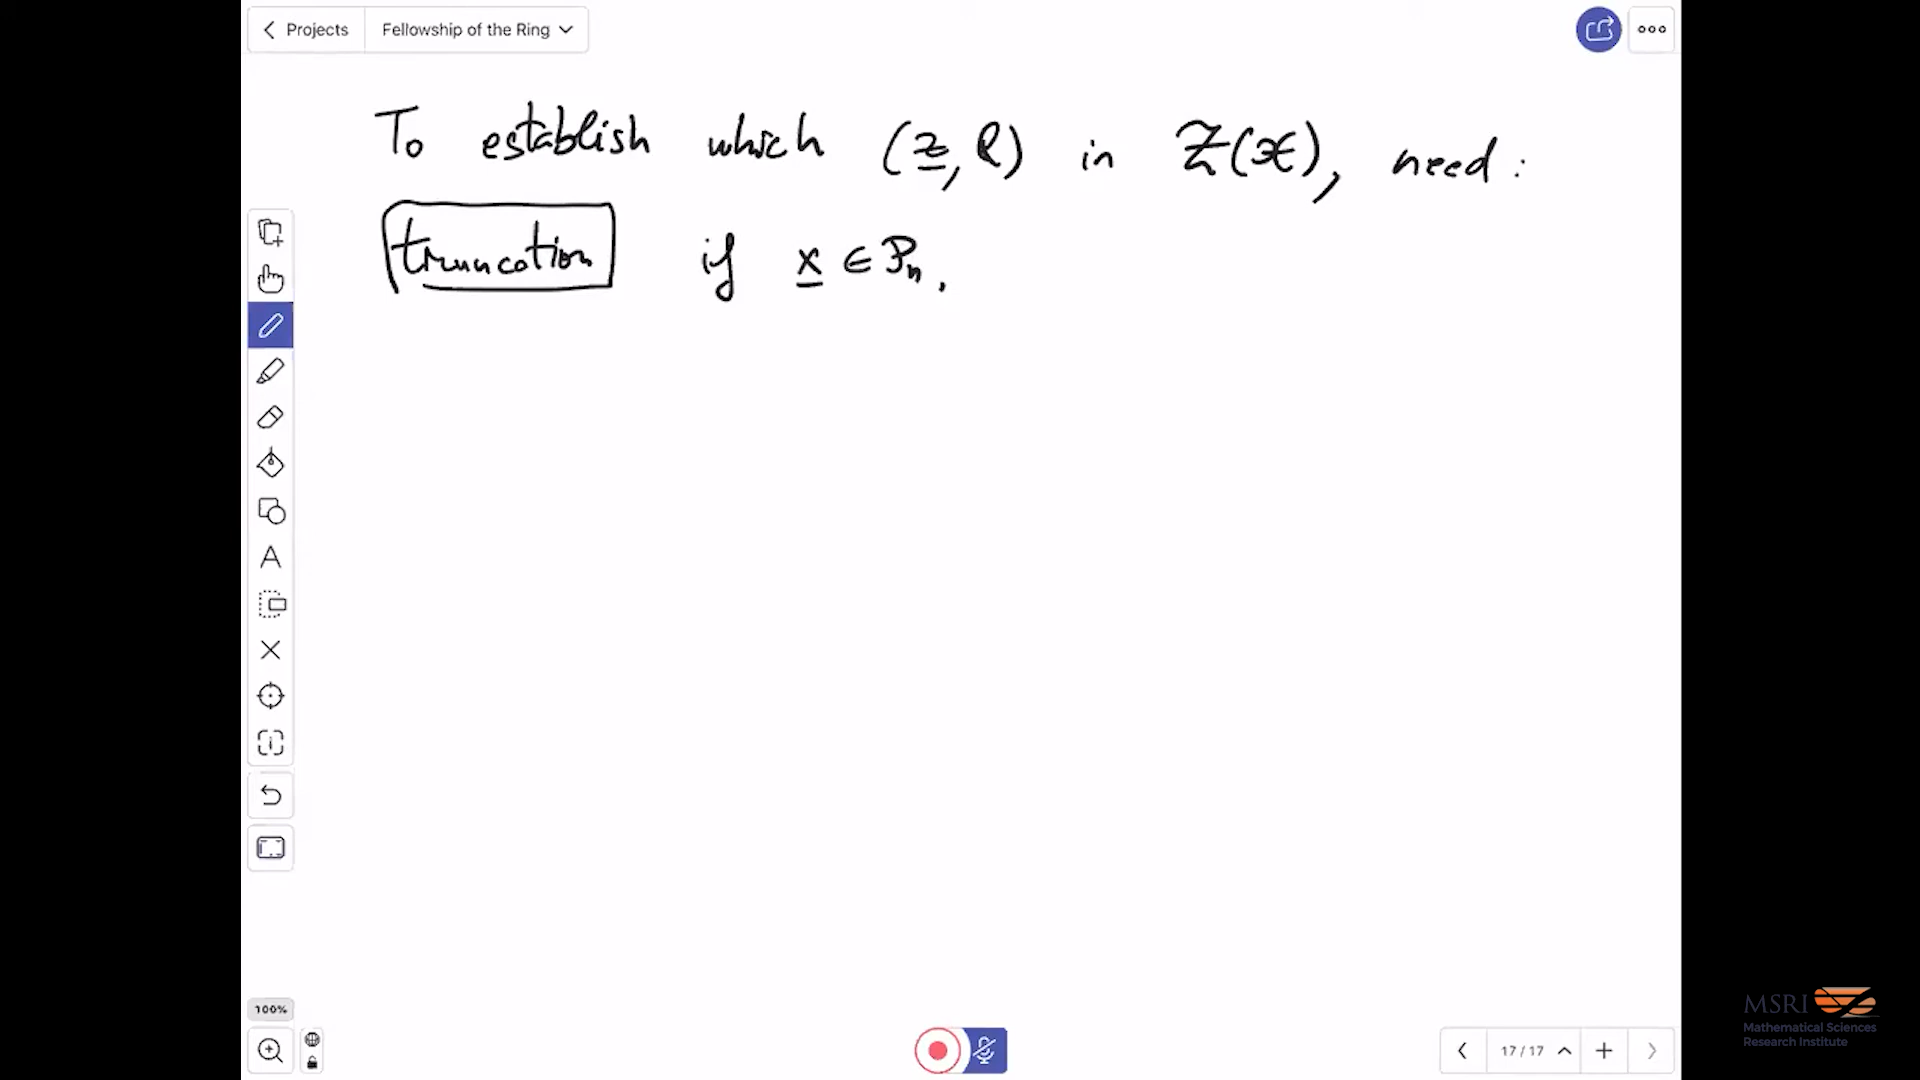 Projects
Fellowship of the Ring
To establish which (z, l) in Z(x), need:
truncation if x ∈ Pn.
A
100%
17/17
MSRI
Mathematical Sciences
Research Institute